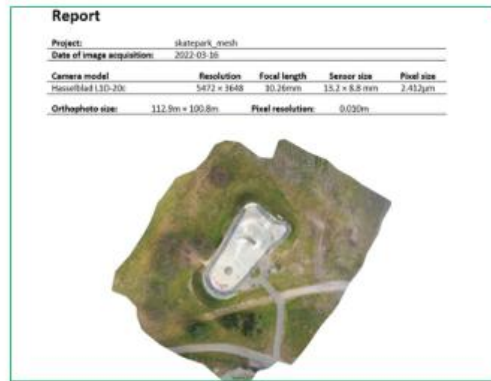 Report
Project: skatepark_mesh
Date of image acquisition: 2022-03-16
Camera model Resolution Focal length Sensor size Pixel size
Hasselblad L1D-20c 5472 × 3648 10.26mm 13.2 × 8.8 mm 2.412µm
Orthophoto size: 112.9m × 100.8m Pixel resolution: 0.010m